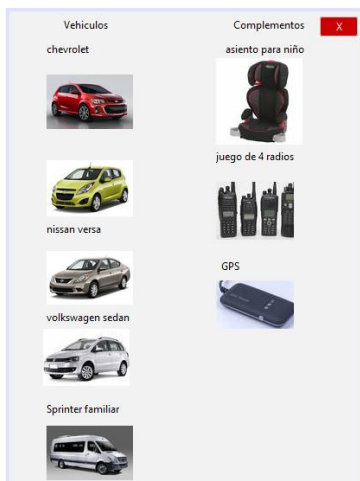 Vehiculos
Complementos
X
chevrolet
asiento para niño
juego de 4 radios
nissan versa
GPS
volkswagen sedan
Sprinter familiar